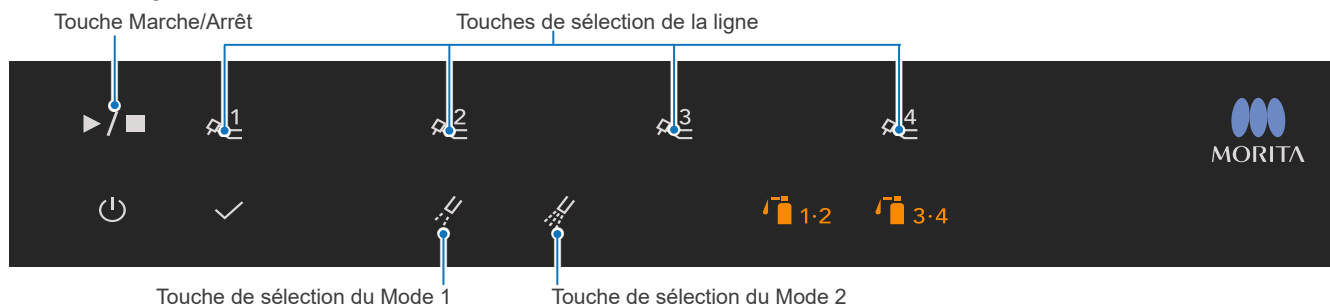 Touche Marche/Arrêt
Touches de sélection de la ligne
1
2
3
4
MORITA
1·2
3·4
Touche de sélection du Mode 1
Touche de sélection du Mode 2